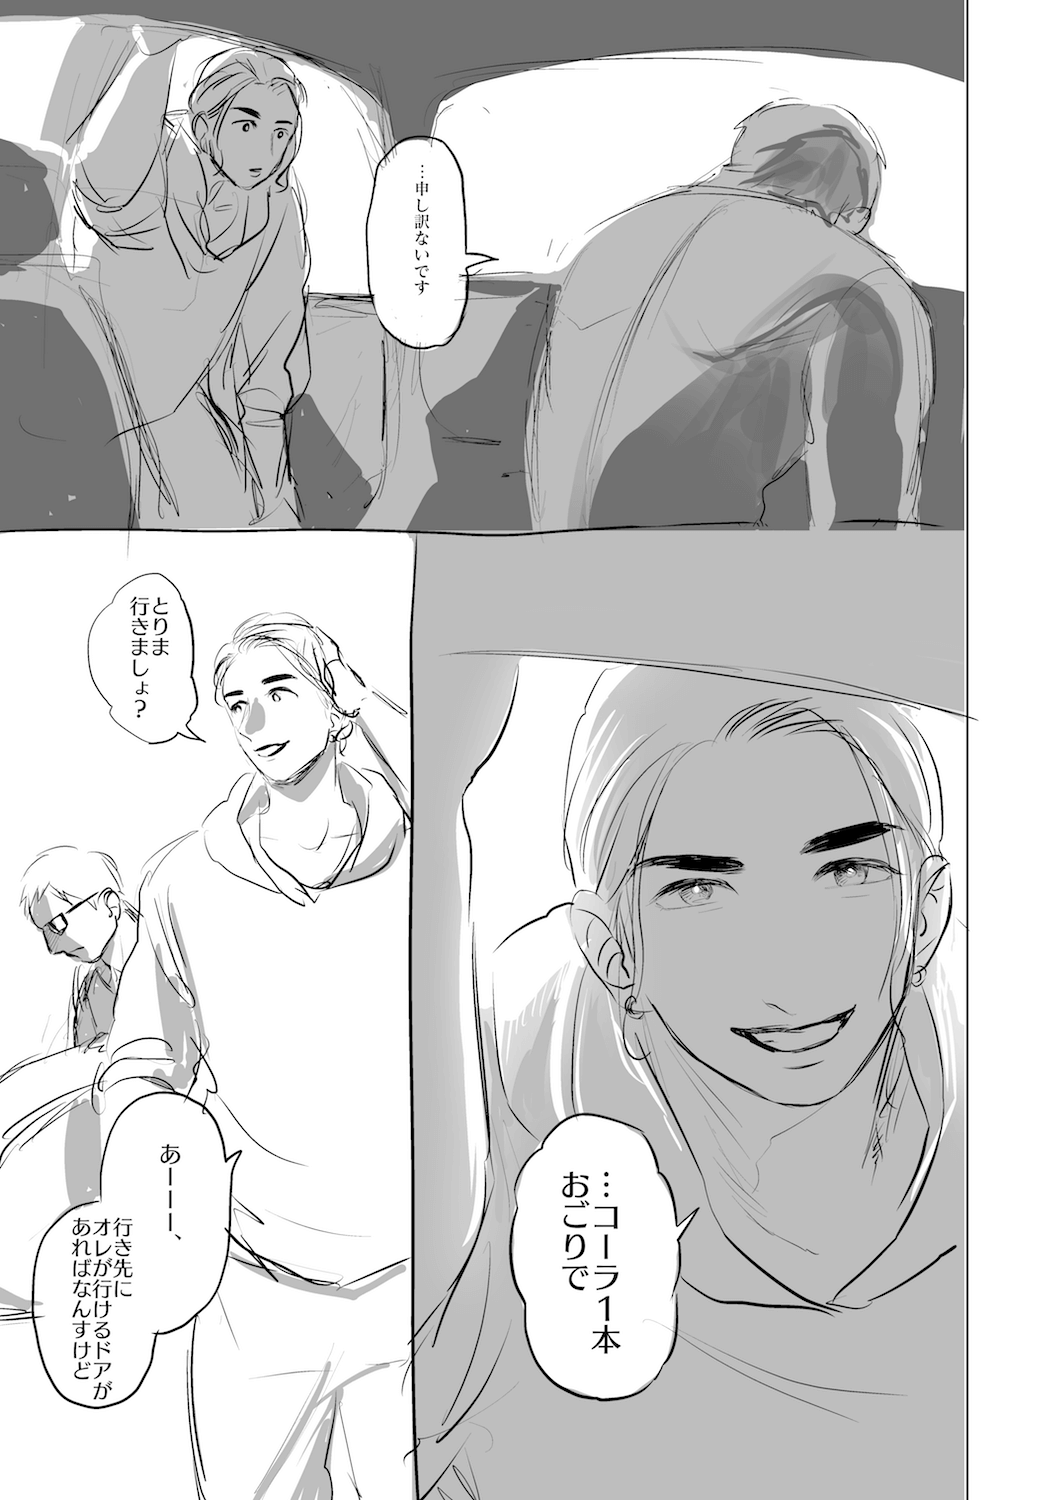 …申し訳ないです
…コーラ1本
おごりで
とりま
行きましょ？
あーーー、
行き先に
オレが行けるドアが
あればなんすけど